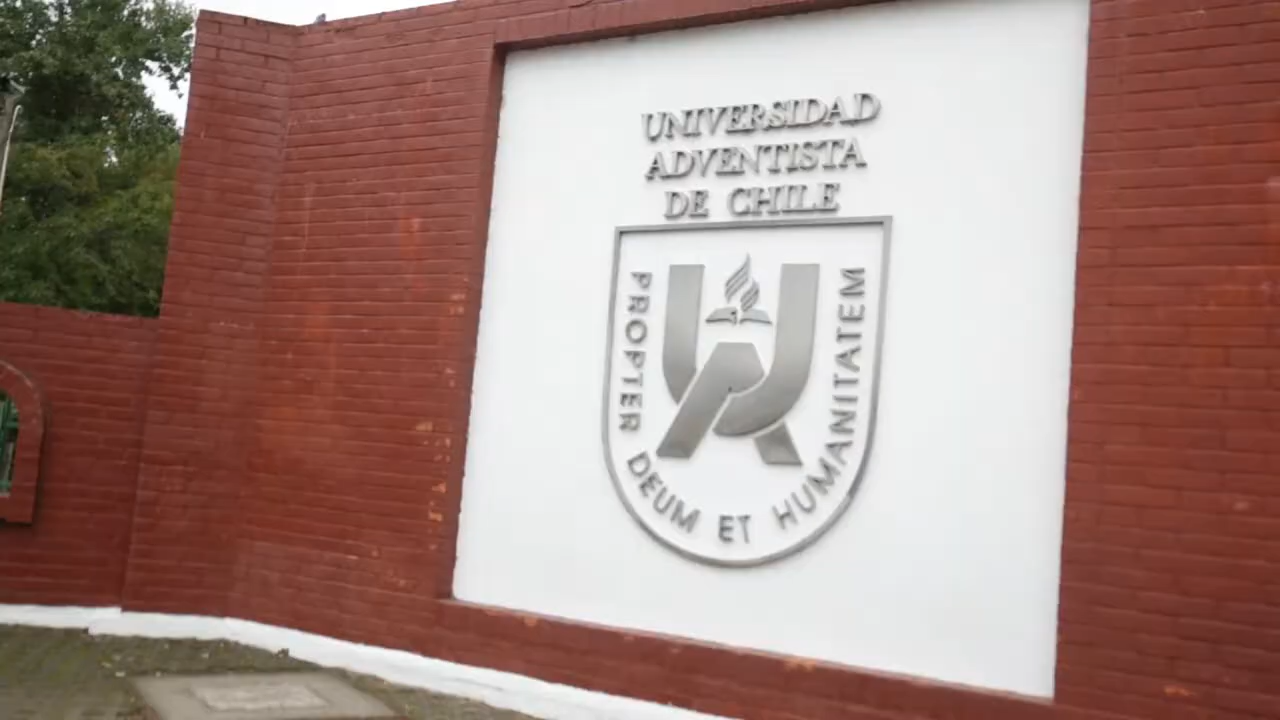 UNIVERSIDAD
ADVENTISTA
DE CHILE
PROPTER DEUM ET HUMANITATEM